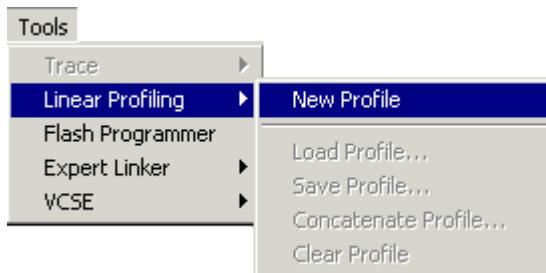 Tools
Trace
Linear Profiling
Flash Programmer
Expert Linker
VCSE
New Profile
Load Profile...
Save Profile...
Concatenate Profile...
Clear Profile